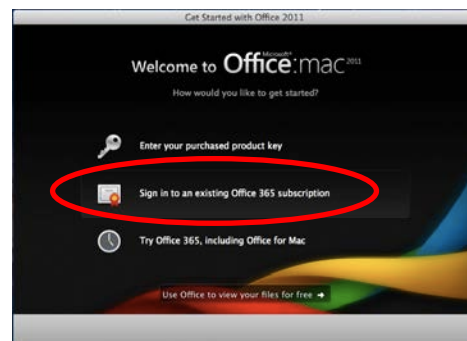 Get Started with Office 2011
Welcome to Microsoft® Office:mac 2011
How would you like to get started?
Enter your purchased product key
Sign in to an existing Office 365 subscription
Try Office 365, including Office for Mac
Use Office to view your files for free →